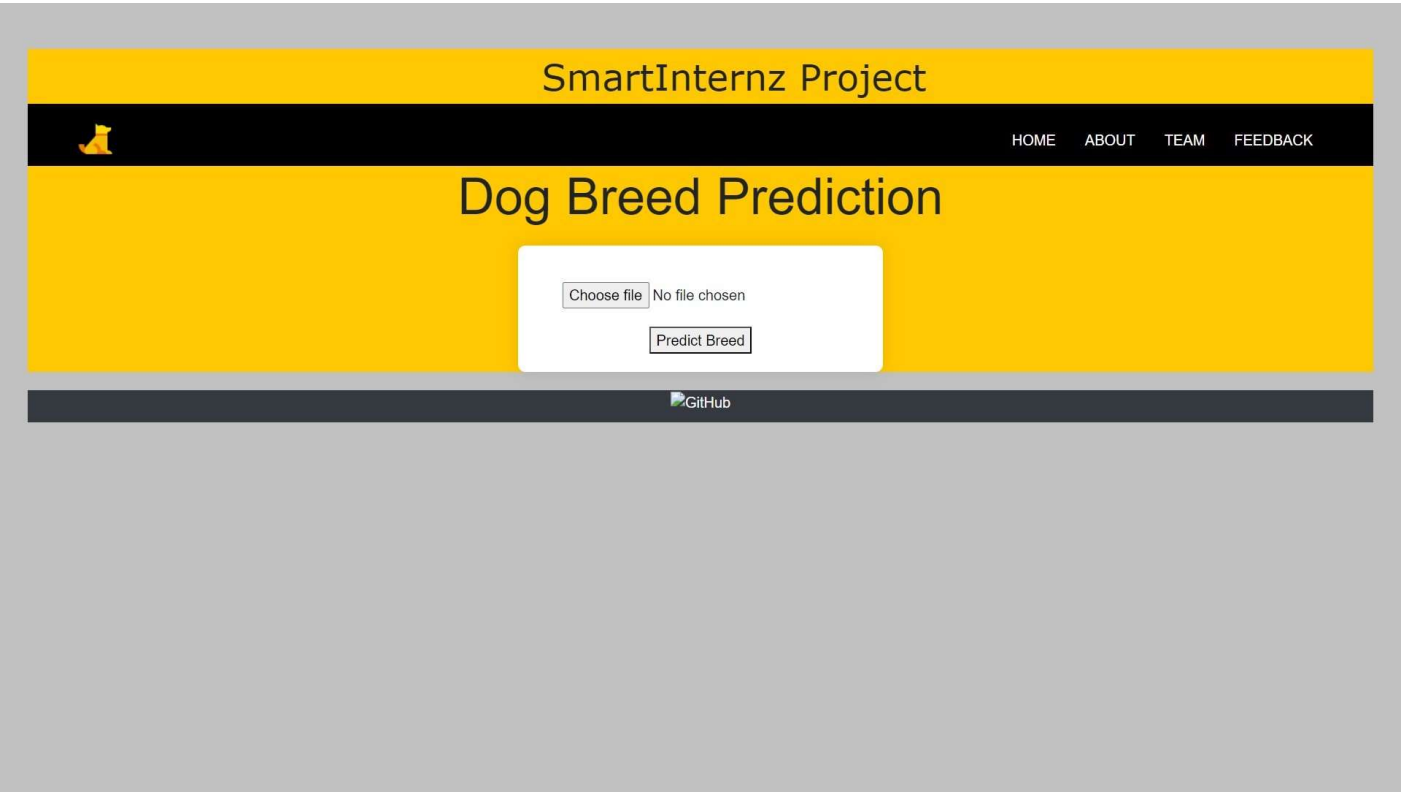 SmartInternz Project
HOME ABOUT TEAM FEEDBACK
Dog Breed Prediction
Choose file No file chosen
Predict Breed
GitHub